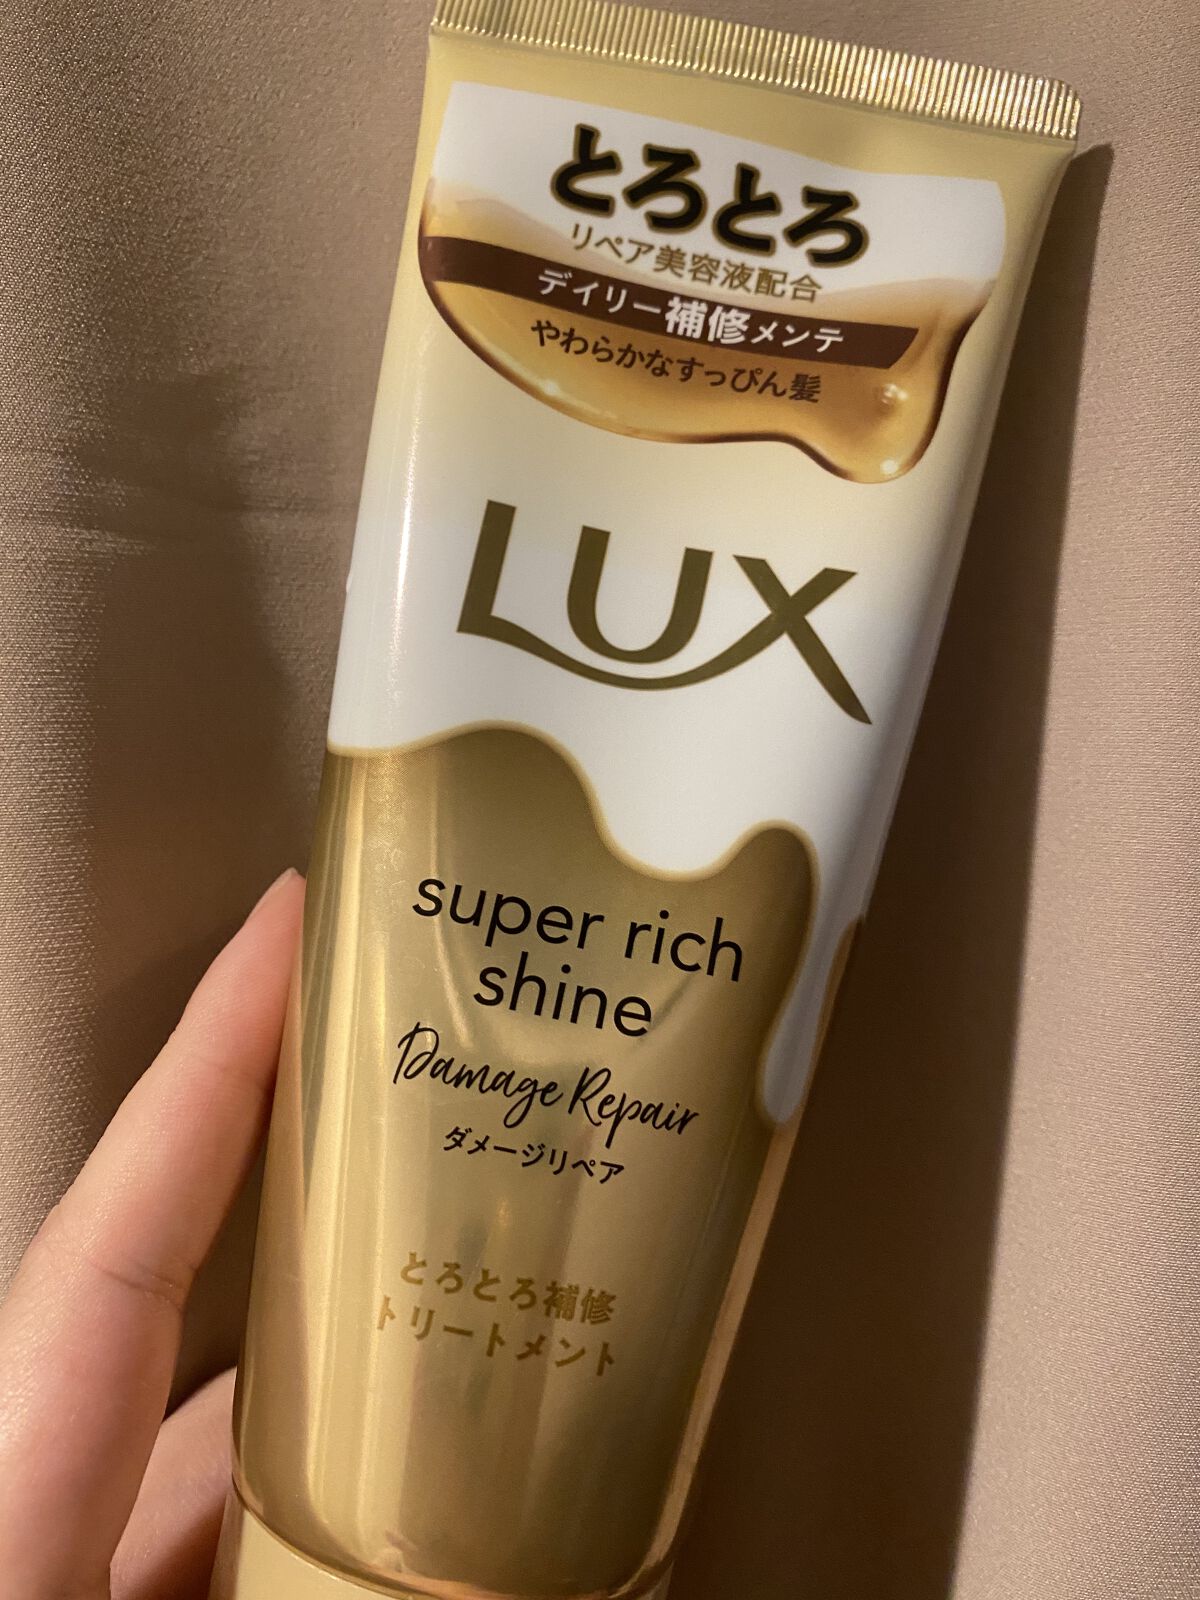 とろとろ
リペア美容液配合
デイリー補修メンテ
やわらかなすっぴん髪
LUX
super rich
shine
Damage Repair
ダメージリペア
とろとろ補修
トリートメント